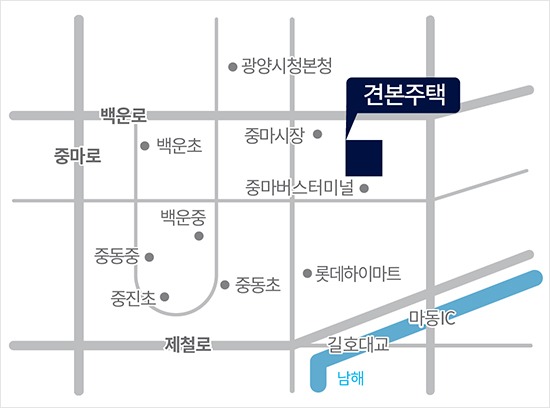 광양시청본청
견본주택
백운로
중마시장
백운초
중마로
중마버스터미널
백운중
중동중
롯데하이마트
중동초
중진초
마동IC
제철로
길호대교
남해